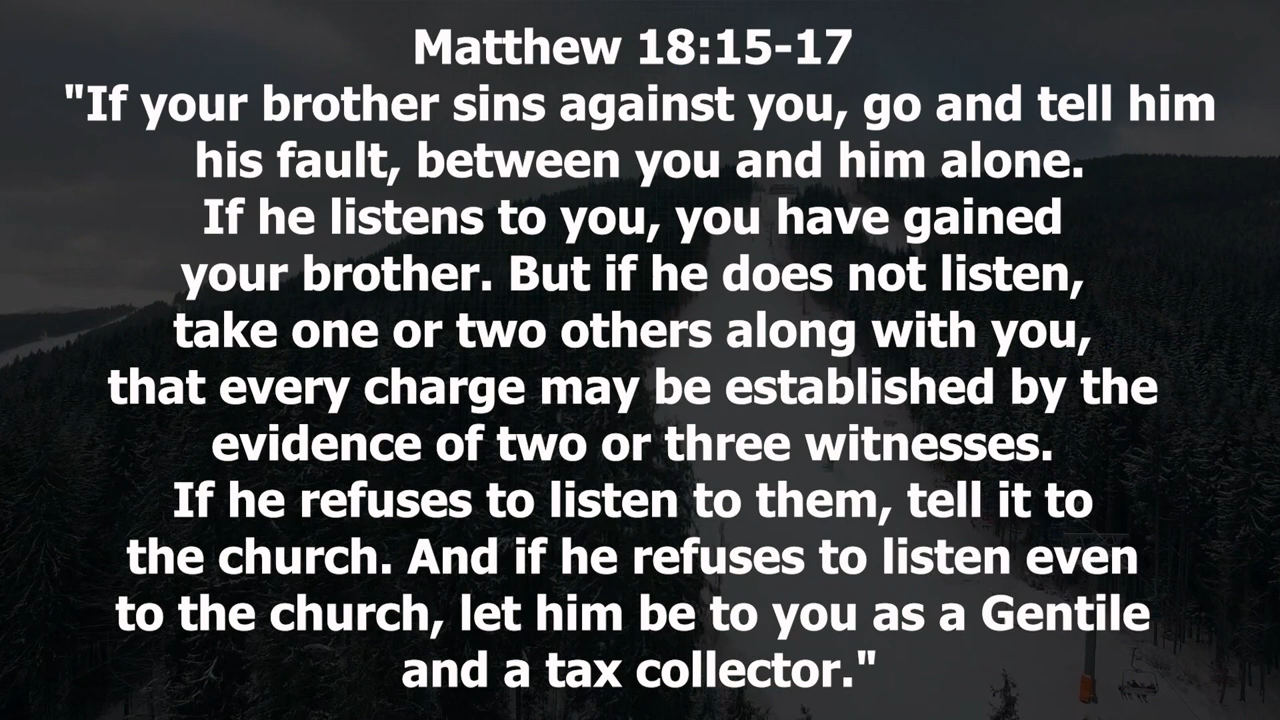 Matthew 18:15-17
"If your brother sins against you, go and tell him
his fault, between you and him alone.
If he listens to you, you have gained
your brother. But if he does not listen,
take one or two others along with you,
that every charge may be established by the
evidence of two or three witnesses.
If he refuses to listen to them, tell it to
the church. And if he refuses to listen even
to the church, let him be to you as a Gentile
and a tax collector."